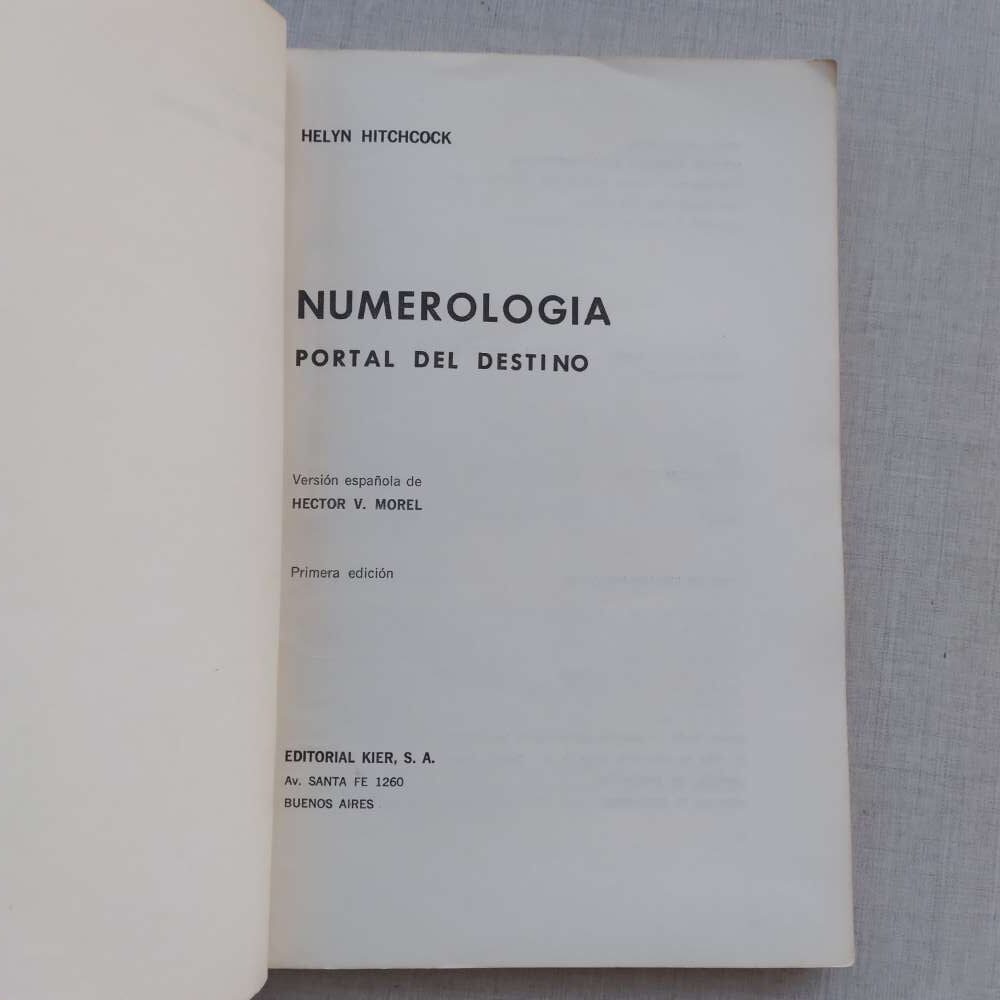 HELYN HITCHCOCK
NUMEROLOGIA
PORTAL DEL DESTINO
Versión española de
HECTOR V. MOREL
Primera edición
EDITORIAL KIER, S. A.
Av. SANTA FE 1260
BUENOS AIRES